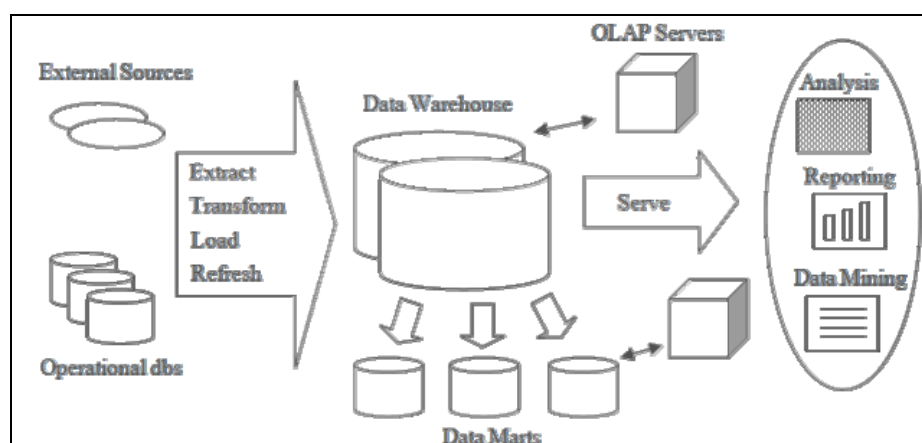 External Sources
Operational dbs
Extract
Transform
Load
Refresh
Data Warehouse
OLAP Servers
Serve
Data Marts
Analysis
Reporting
Data Mining